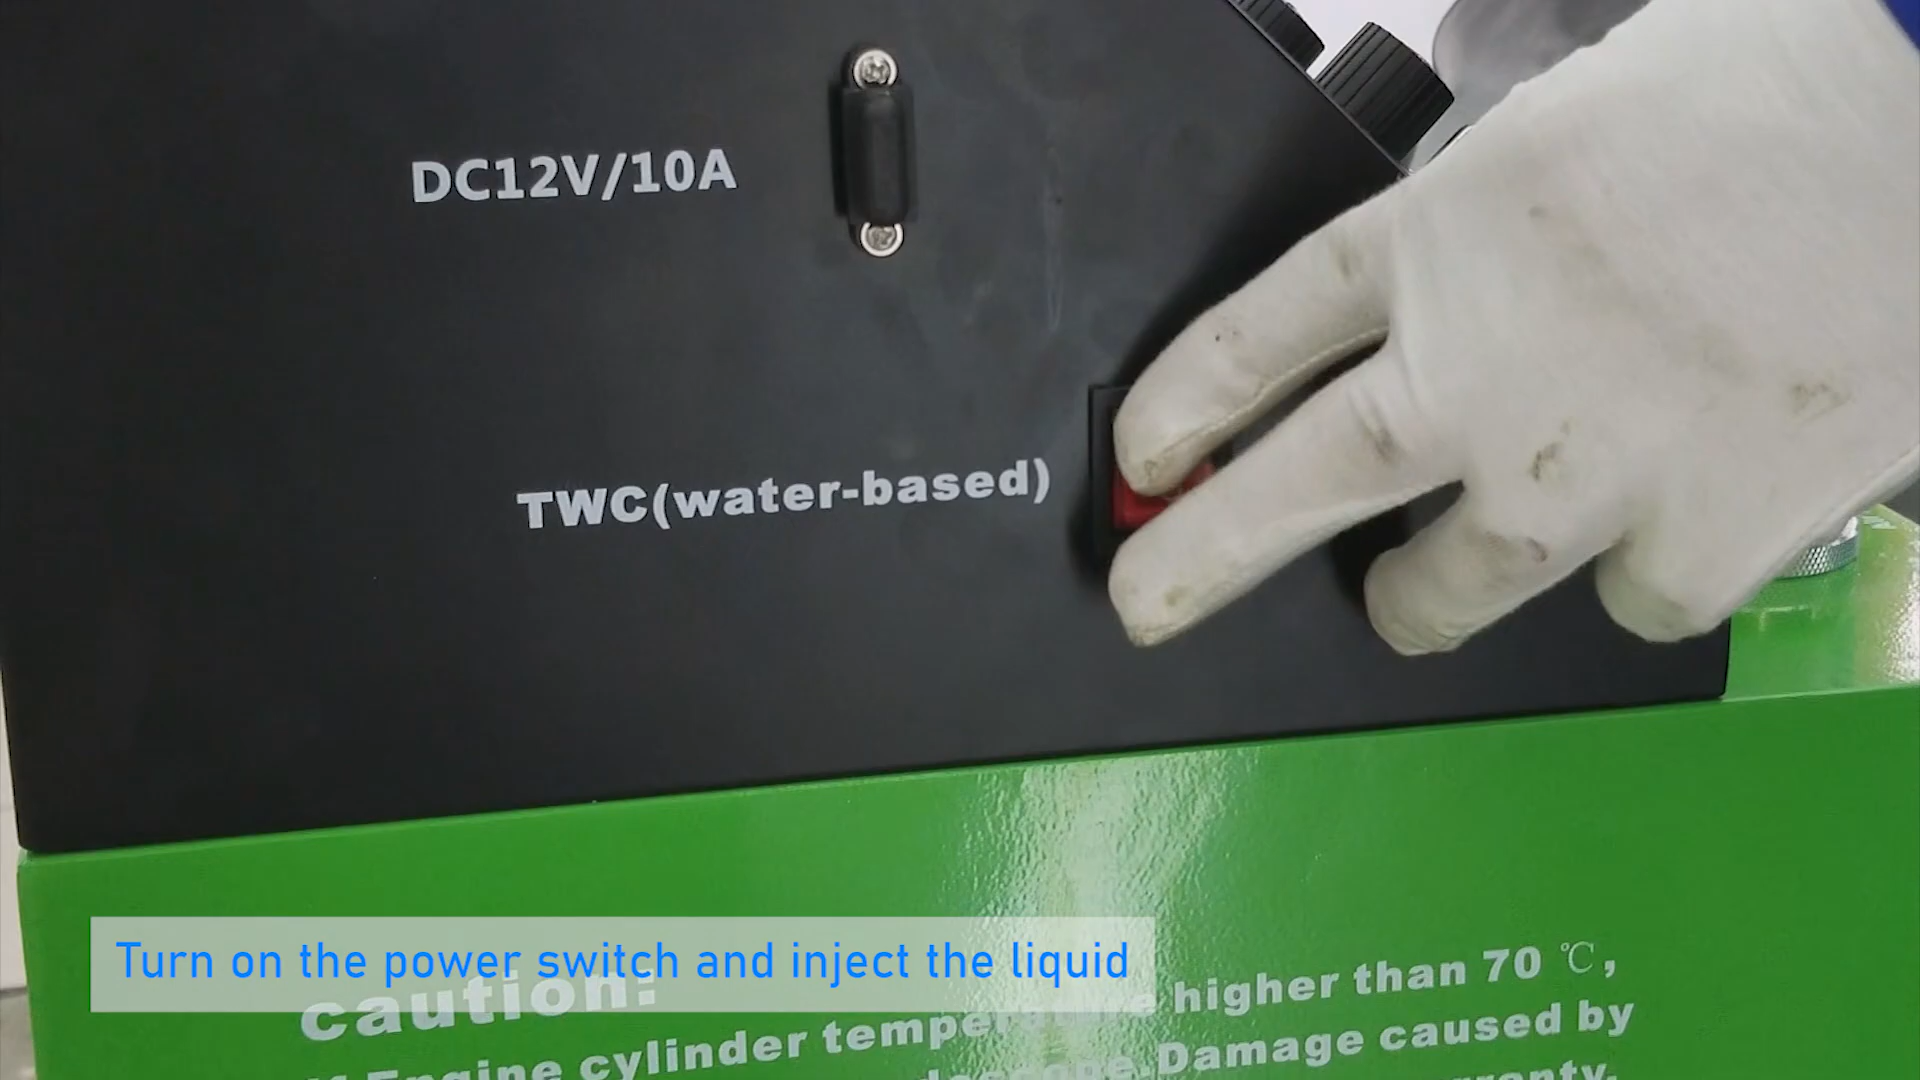 DC12V/10A
TWC(water-based)
Turn on the power switch and inject the liquid
caution:
Engine cylinder temperature higher than 70 ℃,
Damage caused by